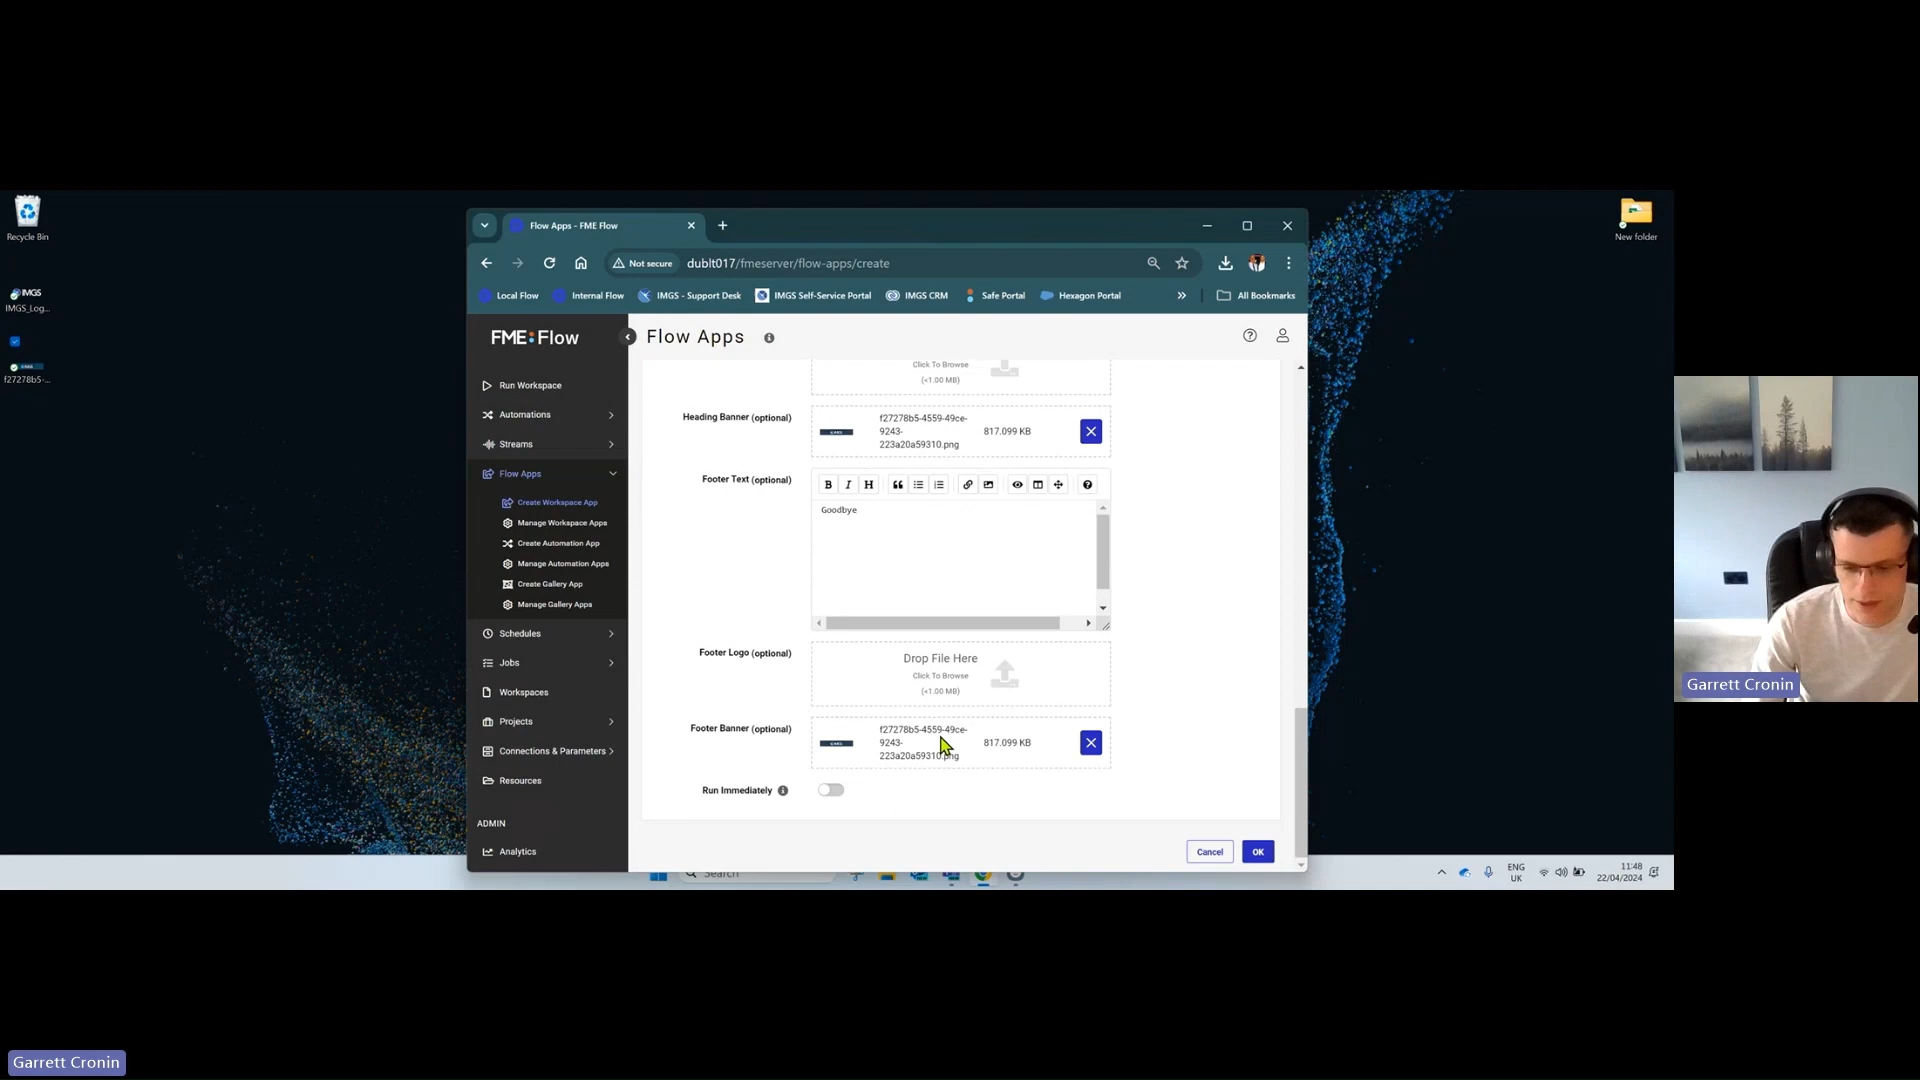 Recycle Bin
IMGS
IMGS_Log...
f27278b5-...
New folder
Flow Apps - FME Flow
Not secure
dublt017/fmeserver/flow-apps/create
Local Flow
Internal Flow
IMGS - Support Desk
IMGS Self-Service Portal
IMGS CRM
Safe Portal
Hexagon Portal
All Bookmarks
FME:Flow
Run Workspace
Automations
Streams
Flow Apps
Create Workspace App
Manage Workspace Apps
Create Automation App
Manage Automation Apps
Create Gallery App
Manage Gallery Apps
Schedules
Jobs
Workspaces
Projects
Connections & Parameters
Resources
ADMIN
Analytics
Flow Apps
Click To Browse
(<1.00 MB)
Heading Banner (optional)
f27278b5-4559-49ce-
9243-
223a20a59310.png
817.099 KB
Footer Text (optional)
B I H
Goodbye
Footer Logo (optional)
Drop File Here
Click To Browse
(<1.00 MB)
Footer Banner (optional)
f27278b5-4559-49ce-
9243-
223a20a59310.png
817.099 KB
Run Immediately
Cancel
OK
Search
ENG
UK
11:48
22/04/2024
Garrett Cronin
Garrett Cronin